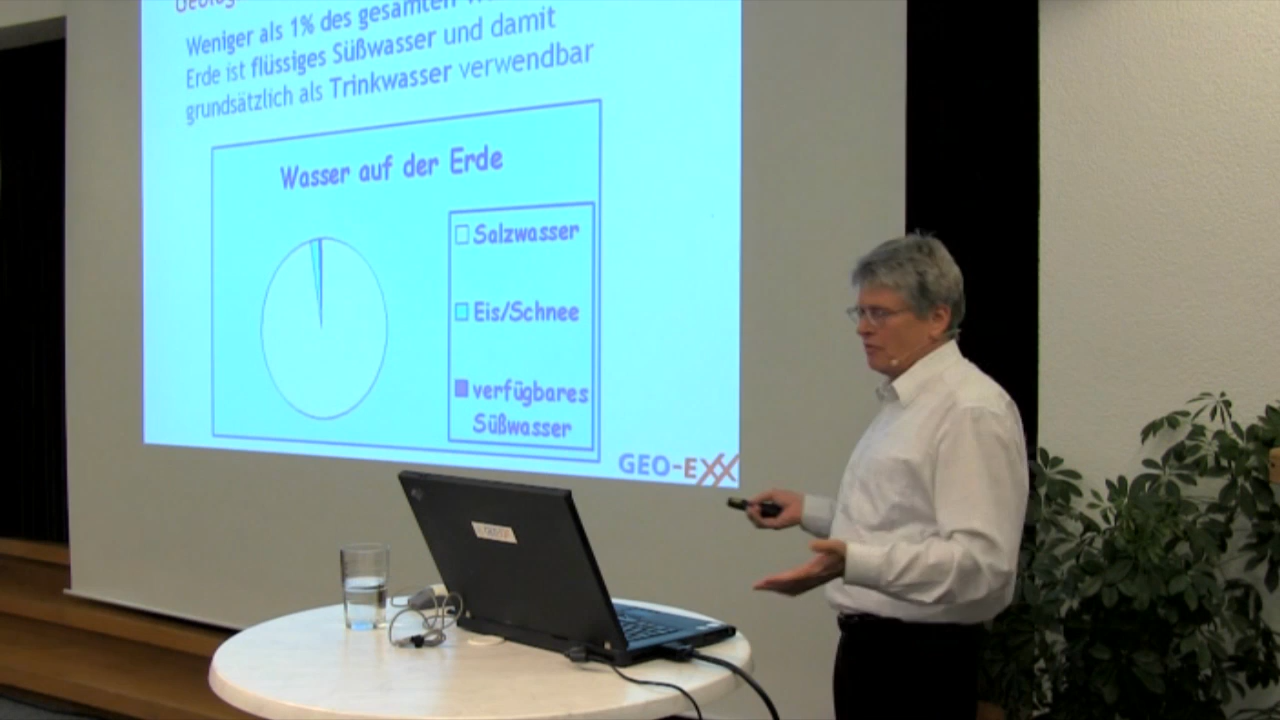 Weniger als 1% des gesamten
Erde ist flüssiges Süßwasser und damit
grundsätzlich als Trinkwasser verwendbar
Wasser auf der Erde
Salzwasser
Eis/Schnee
verfügbares
Süßwasser
GEO-EXX